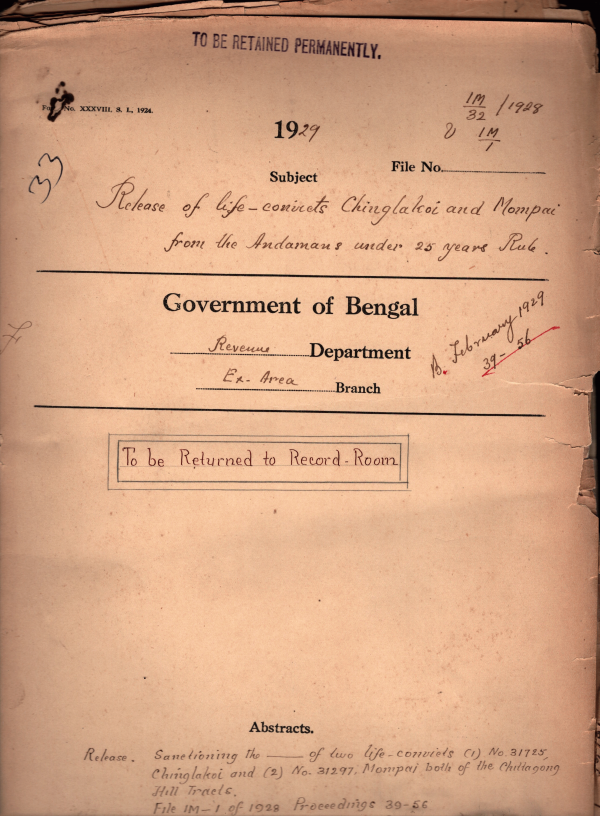 TO BE RETAINED PERMANENTLY.
No. XXXVIII. S. I., 1924.
1M/32 / 1928
1M/1
1929
33
File No.
Subject
Release of life-convicts Chinglakoi and Mompai
from the Andamans under 25 years Rule.
Government of Bengal
B. February 1929
39 - 56
Revenue Department
Ex-Area Branch
To be Returned to Record-Room
Abstracts.
Release. Sanctioning the —— of two life-convicts (1) No. 31725,
Chinglakoi and (2) No. 31297, Mompai both of the Chittagong
Hill Tracts.
File 1M-1 of 1928 Proceedings 39-56